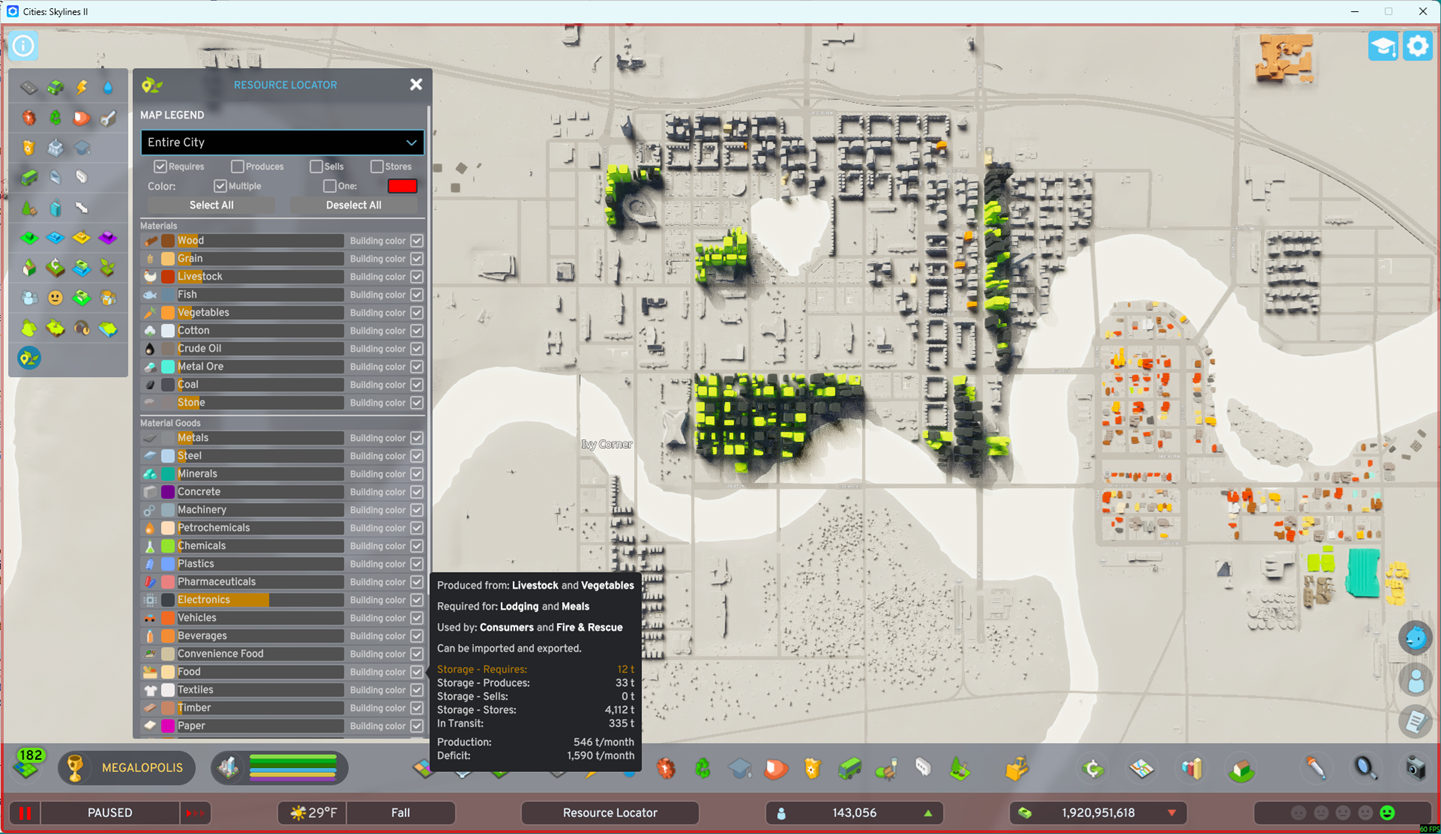 Cities: Skylines II
RESOURCE LOCATOR
MAP LEGEND
Entire City
Requires Produces Sells Stores
Color: Multiple One:
Select All Deselect All
Materials
Wood Building color
Grain Building color
Livestock Building color
Fish Building color
Vegetables Building color
Cotton Building color
Crude Oil Building color
Metal Ore Building color
Coal Building color
Stone Building color
Material Goods
Metals Building color
Steel Building color
Minerals Building color
Concrete Building color
Machinery Building color
Petrochemicals Building color
Chemicals Building color
Plastics Building color
Pharmaceuticals Building color
Electronics Building color
Vehicles Building color
Beverages Building color
Convenience Food Building color
Food Building color
Textiles Building color
Timber Building color
Paper Building color
Ivy Corner
Produced from: Livestock and Vegetables
Required for: Lodging and Meals
Used by: Consumers and Fire & Rescue
Can be imported and exported.
Storage - Requires: 12 t
Storage - Produces: 33 t
Storage - Sells: 0 t
Storage - Stores: 4,112 t
In Transit: 335 t
Production: 546 t/month
Deficit: 1,590 t/month
182
MEGALOPOLIS
PAUSED
29°F
Fall
Resource Locator
143,056
1,920,951,618
60 FPS